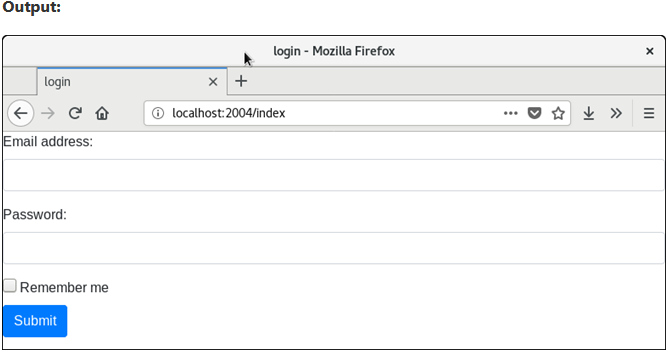 Output:
login - Mozilla Firefox
login
localhost:2004/index
Email address:
Password:
Remember me
Submit